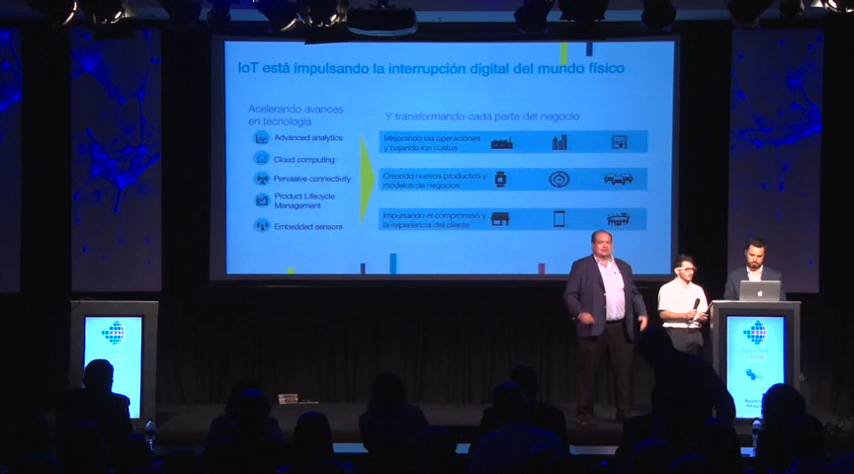 IoT está impulsando la interrupción digital del mundo físico
Acelerando avances
en tecnología
Advanced analytics
Cloud computing
Pervasive connectivity
Product Lifecycle
Management
Embedded sensors
Y transformando cada parte del negocio
Mejorando las operaciones
y bajando los costos
Creando nuevos productos y
modelos de negocios
Impulsando el compromiso y
la experiencia del cliente